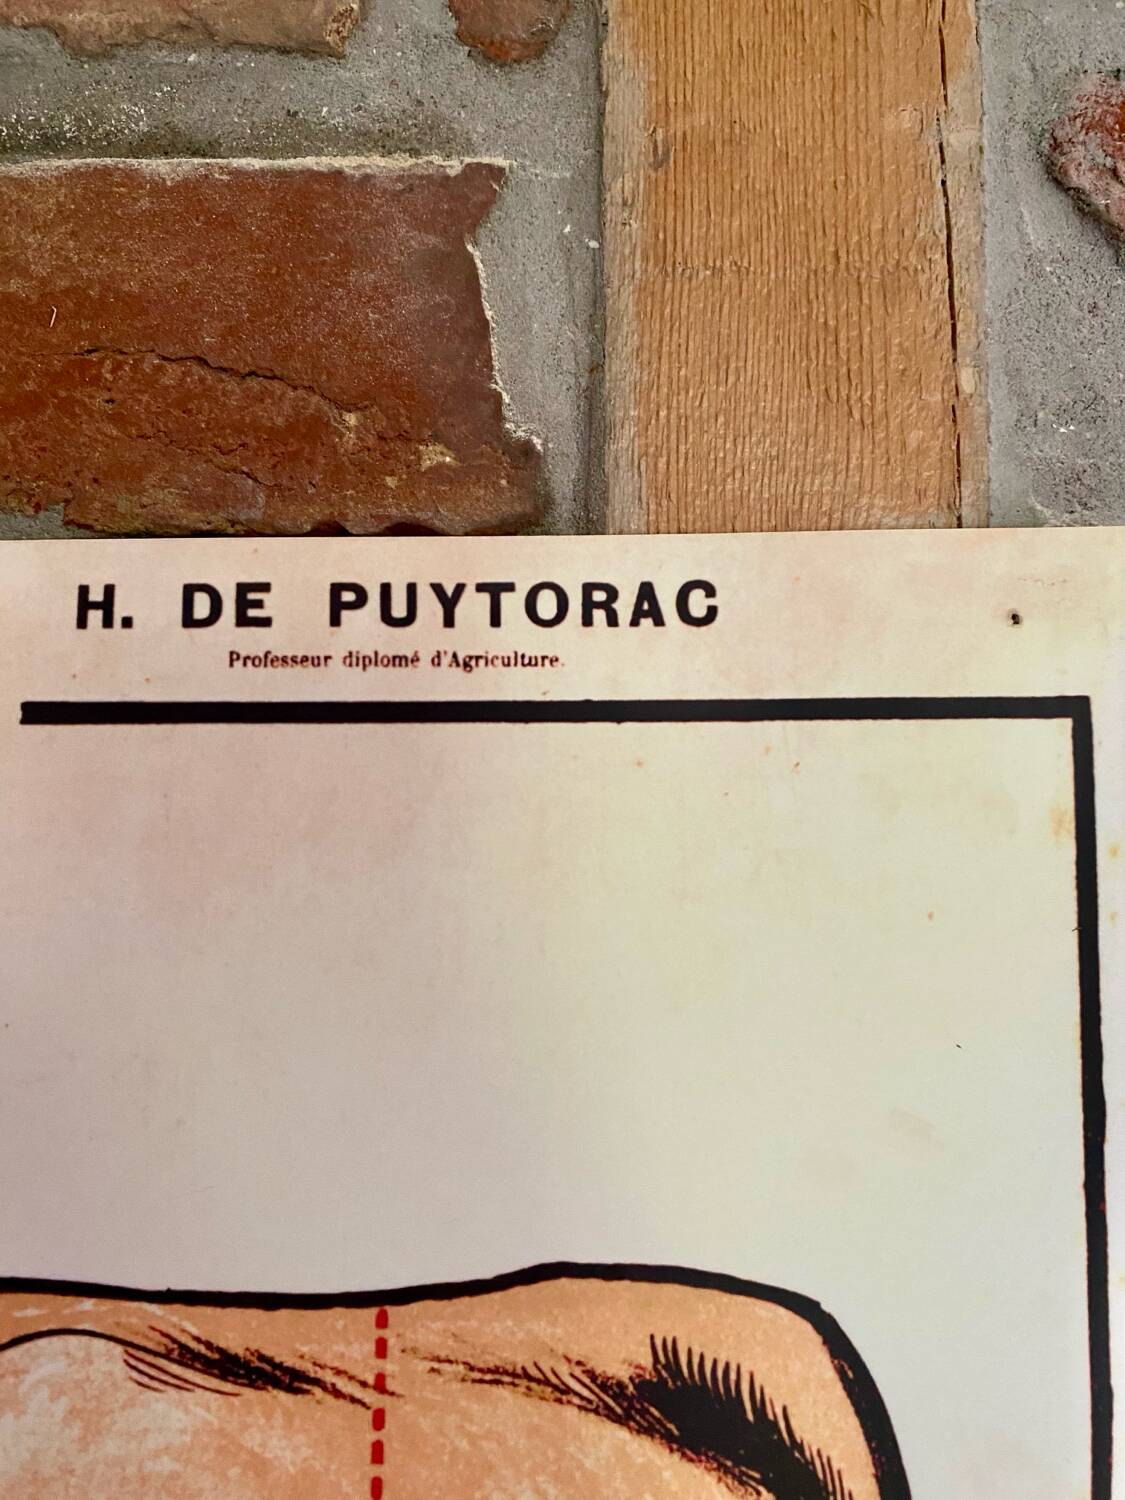 H. DE PUYTORAC
Professeur diplomé d'Agriculture.